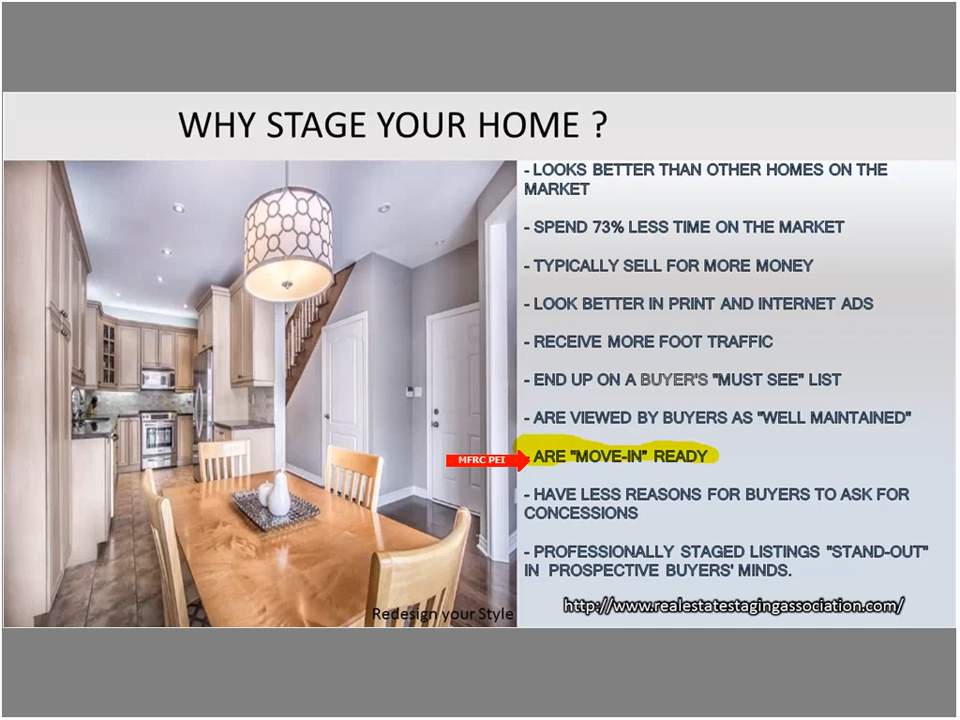 WHY STAGE YOUR HOME ?
- LOOKS BETTER THAN OTHER HOMES ON THE
MARKET
- SPEND 73% LESS TIME ON THE MARKET
- TYPICALLY SELL FOR MORE MONEY
- LOOK BETTER IN PRINT AND INTERNET ADS
- RECEIVE MORE FOOT TRAFFIC
- END UP ON A BUYER'S "MUST SEE" LIST
- ARE VIEWED BY BUYERS AS "WELL MAINTAINED"
MFRC PEI
- ARE "MOVE-IN" READY
- HAVE LESS REASONS FOR BUYERS TO ASK FOR
CONCESSIONS
- PROFESSIONALLY STAGED LISTINGS "STAND-OUT"
IN PROSPECTIVE BUYERS' MINDS.
http://www.realestatestagingassociation.com/
Redesign your Style